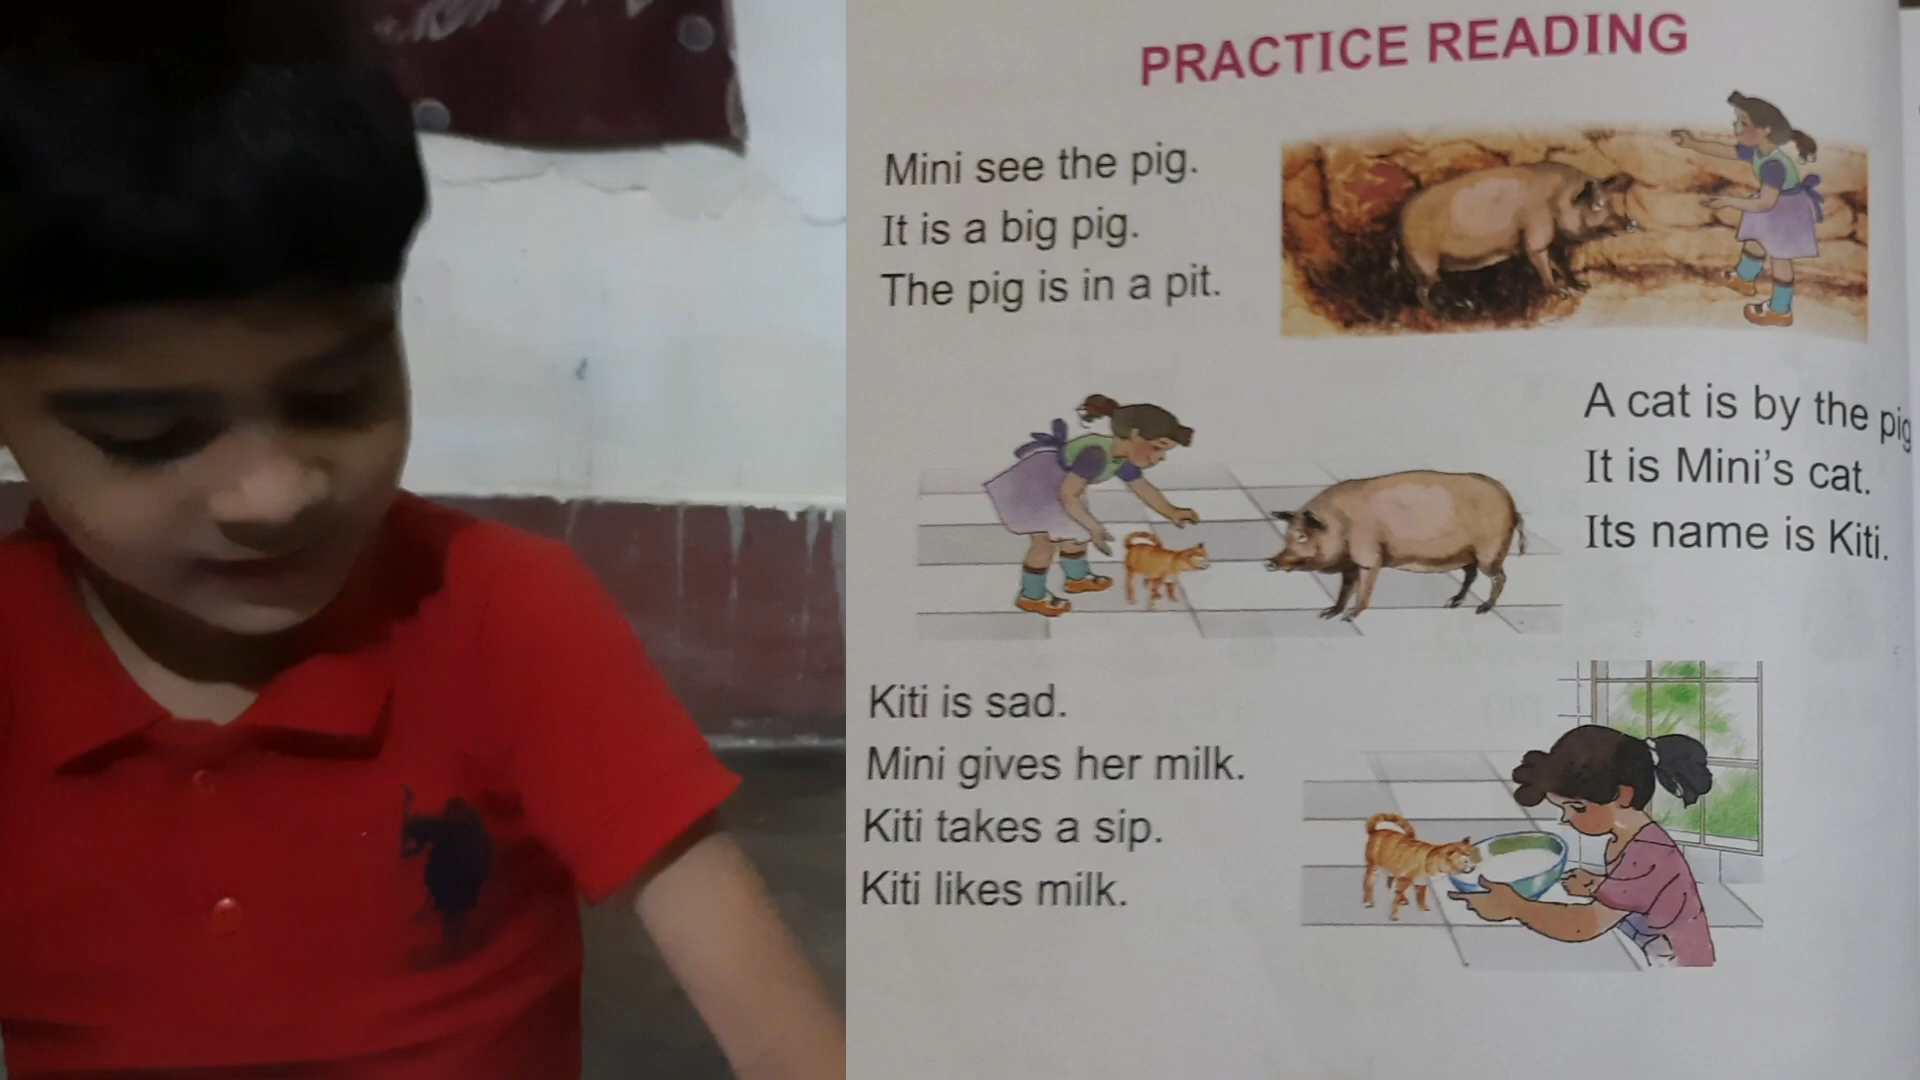 PRACTICE READING
Mini see the pig.
It is a big pig.
The pig is in a pit.
A cat is by the pig
It is Mini's cat.
Its name is Kiti.
Kiti is sad.
Mini gives her milk.
Kiti takes a sip.
Kiti likes milk.